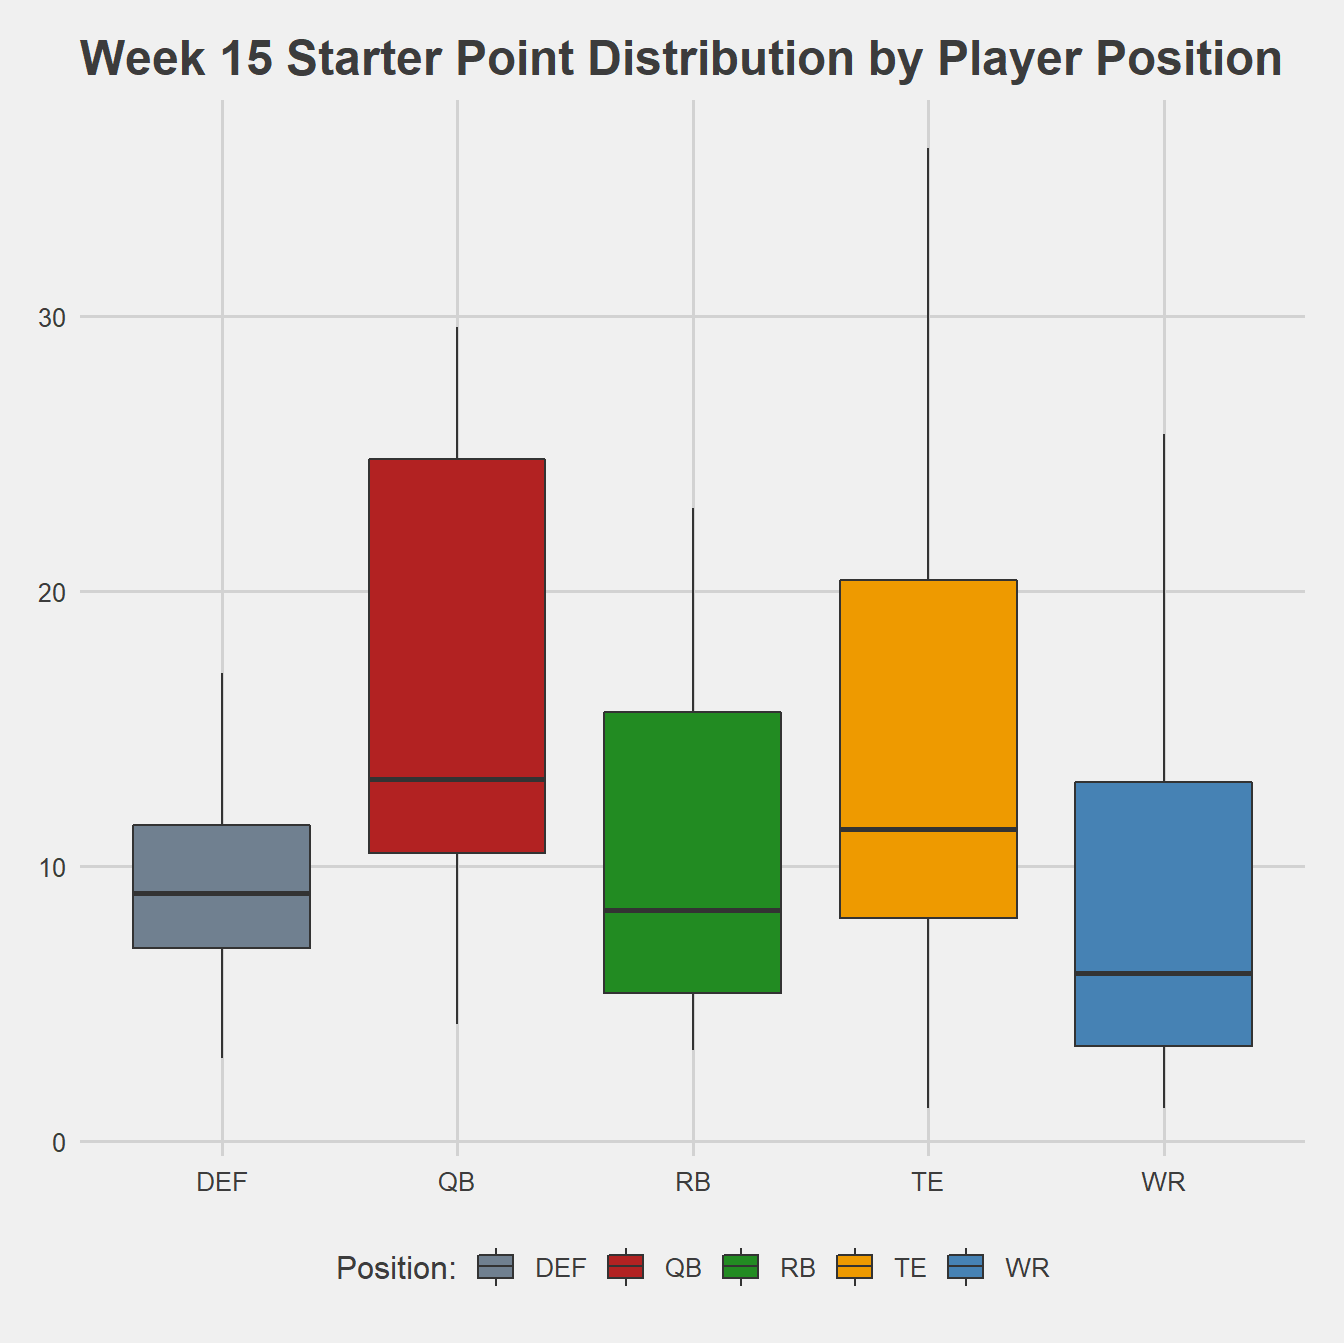 Week 15 Starter Point Distribution by Player Position
30
20
10
0
DEF QB RB TE WR
Position: DEF QB RB TE WR